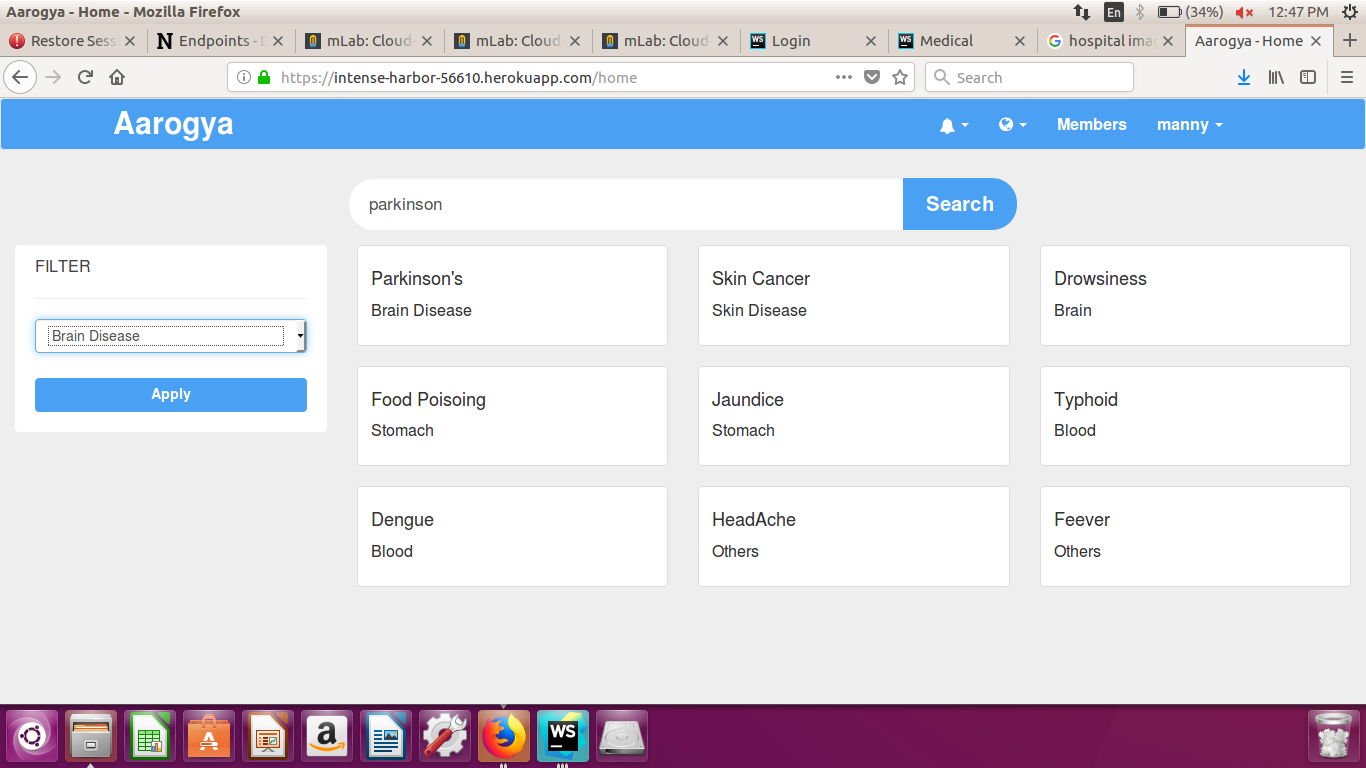 Aarogya - Home - Mozilla Firefox
En (34%) 12:47 PM
Restore Sess
Endpoints - D
mLab: Cloud-
mLab: Cloud-
mLab: Cloud-
WS Login
WS Medical
hospital imag
Aarogya - Home
https://intense-harbor-56610.herokuapp.com/home
Search
Aarogya
Members
manny
parkinson
Search
FILTER
Brain Disease
Apply
Parkinson's
Brain Disease
Skin Cancer
Skin Disease
Drowsiness
Brain
Food Poisoing
Stomach
Jaundice
Stomach
Typhoid
Blood
Dengue
Blood
HeadAche
Others
Feever
Others
WS